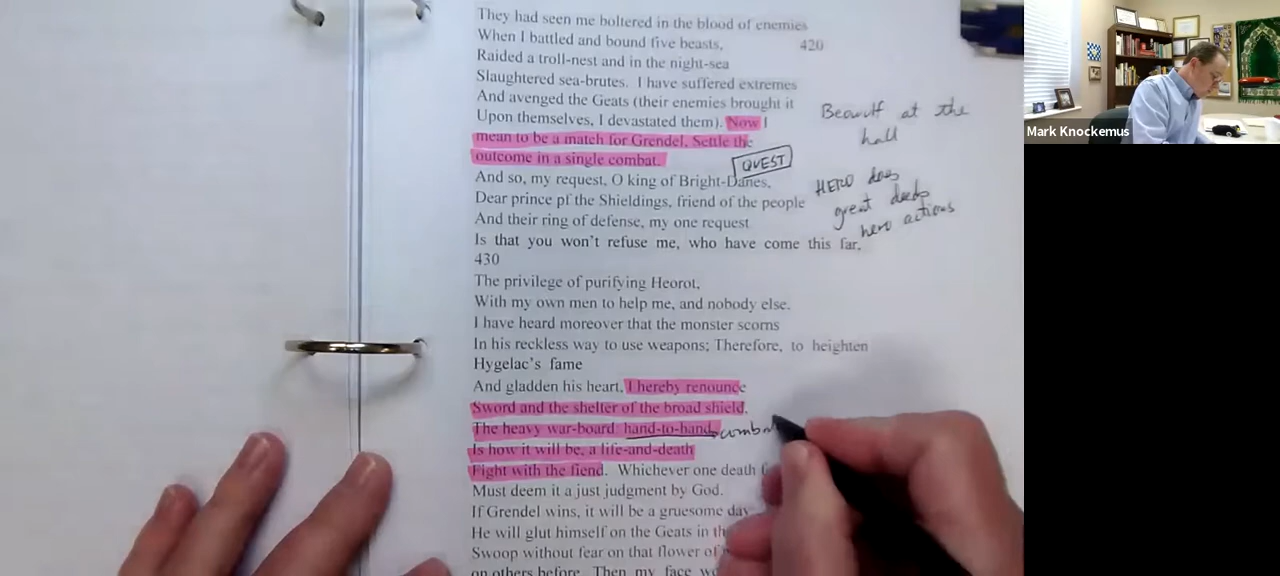 They had seen me boltered in the blood of enemies
When I battled and bound five beasts, 420
Raided a troll-nest and in the night-sea
Slaughtered sea-brutes. I have suffered extremes
And avenged the Geats (their enemies brought it
Upon themselves, I devastated them). Now I
mean to be a match for Grendel, Settle the
outcome in a single combat.
QUEST
And so, my request, O king of Bright-Danes,
Dear prince pf the Shieldings, friend of the people
And their ring of defense, my one request
Is that you won't refuse me, who have come this far,
430
The privilege of purifying Heorot,
With my own men to help me, and nobody else.
I have heard moreover that the monster scorns
In his reckless way to use weapons; Therefore, to heighten
Hygelac's fame
And gladden his heart, I hereby renounce
Sword and the shelter of the broad shield,
The heavy war-board: hand-to-hand
Is how it will be, a life-and-death
Fight with the fiend. Whichever one death
Must deem it a just judgment by God.
If Grendel wins, it will be a gruesome day
He will glut himself on the Geats in
Swoop without fear on that flower of
on others before. Then my face
Beowulf at the
hall
HERO does
great deeds
hero actions
Mark Knockemus